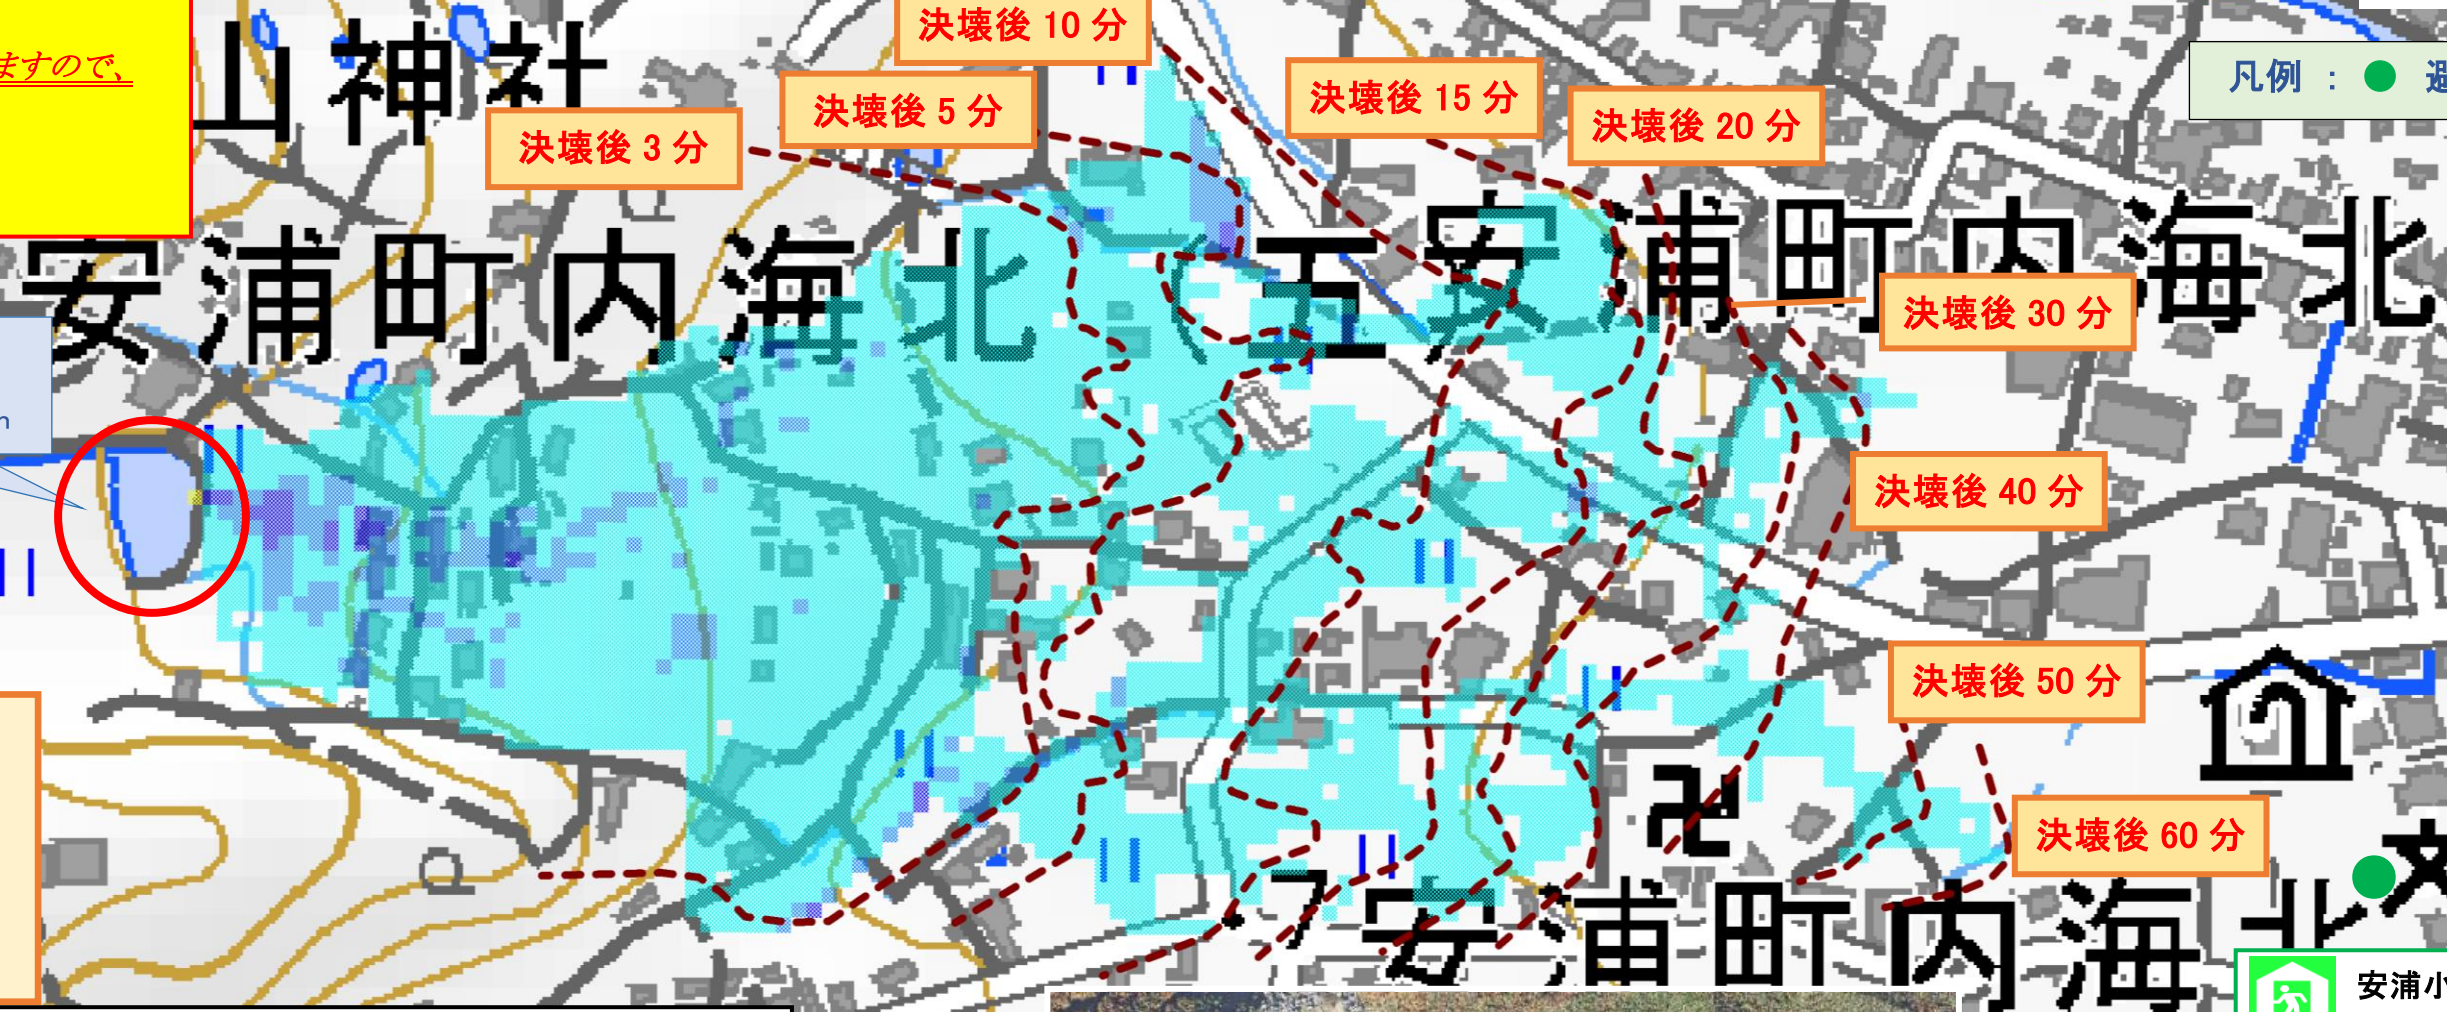 ますので、
山神社
決壊後 10 分
決壊後 5 分
決壊後 3 分
決壊後 15 分
決壊後 20 分
凡例 ： ● 避
安浦町内海北
安浦町内海北
決壊後 30 分
決壊後 40 分
決壊後 50 分
決壊後 60 分
安浦町内海北
安浦小